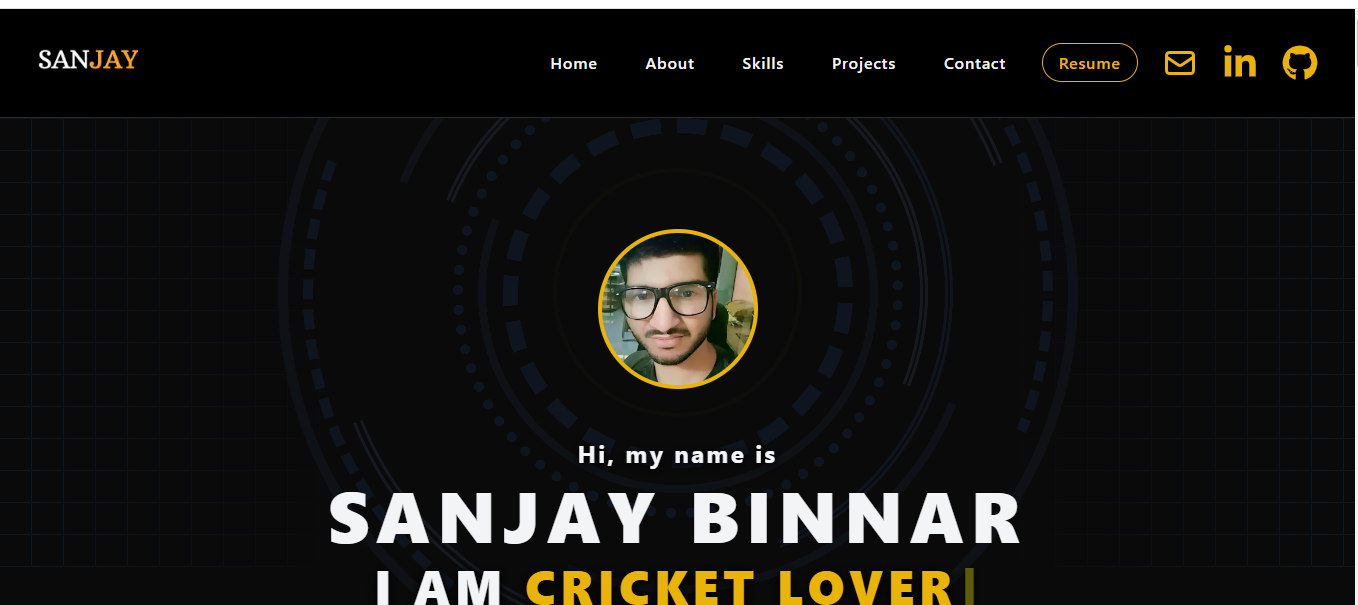 SANJAY
Home About Skills Projects Contact Resume
Hi, my name is
SANJAY BINNAR
I AM CRICKET LOVER